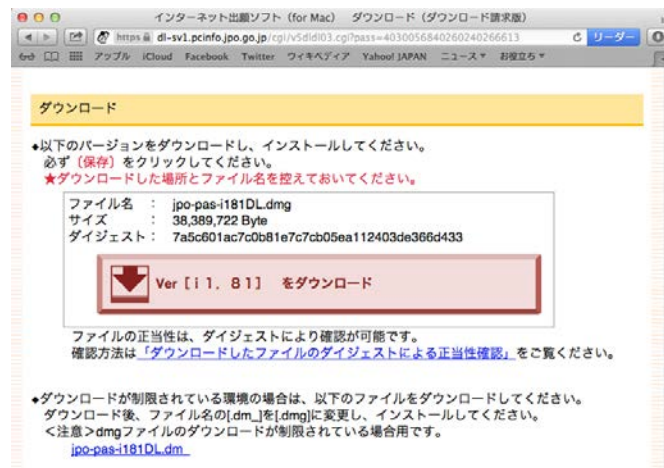 インターネット出願ソフト (for Mac) ダウンロード (ダウンロード請求版)
https dl-sv1.pcinfo.jpo.go.jp/cgi/v5dldl03.cgi?pass=4030056840260240266613
リーダー
アップル iCloud Facebook Twitter ウィキペディア Yahoo! JAPAN ニュース▼ お役立ち▼
ダウンロード
◆以下のバージョンをダウンロードし、インストールしてください。
必ず〔保存〕をクリックしてください。
★ダウンロードした場所とファイル名を控えておいてください。
ファイル名 : jpo-pas-i181DL.dmg
サイズ : 38,389,722 Byte
ダイジェスト : 7a5c601ac7c0b81e7c7cb05ea112403de366d433
Ver [i1. 81] をダウンロード
ファイルの正当性は、ダイジェストにより確認が可能です。
確認方法は「ダウンロードしたファイルのダイジェストによる正当性確認」をご覧ください。
◆ダウンロードが制限されている環境の場合は、以下のファイルをダウンロードしてください。
ダウンロード後、ファイル名の[.dm_]を[.dmg]に変更し、インストールしてください。
<注意>dmgファイルのダウンロードが制限されている場合用です。
jpo-pas-i181DL.dm_